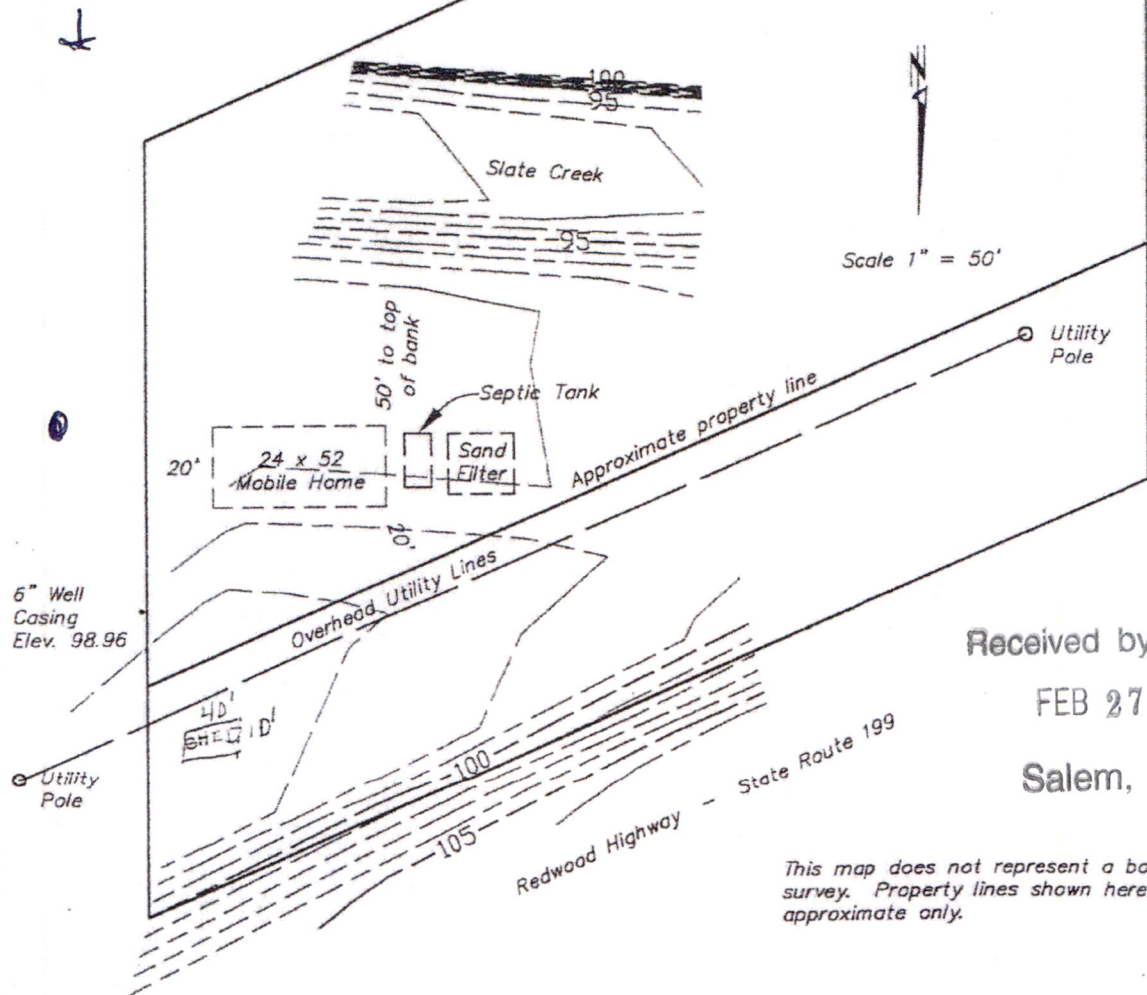 N
100
95
Slate Creek
95
Scale 1" = 50'
50' to top
of bank
Septic Tank
Utility
Pole
Approximate property line
20'
24 x 52
Mobile Home
Sand
Filter
20'
Overhead Utility Lines
6" Well
Casing
Elev. 98.96
Received by
FEB 27
Salem,
40'
SHED 10'
Utility
Pole
100
105
Redwood Highway - State Route 199
This map does not represent a bo
survey. Property lines shown here
approximate only.